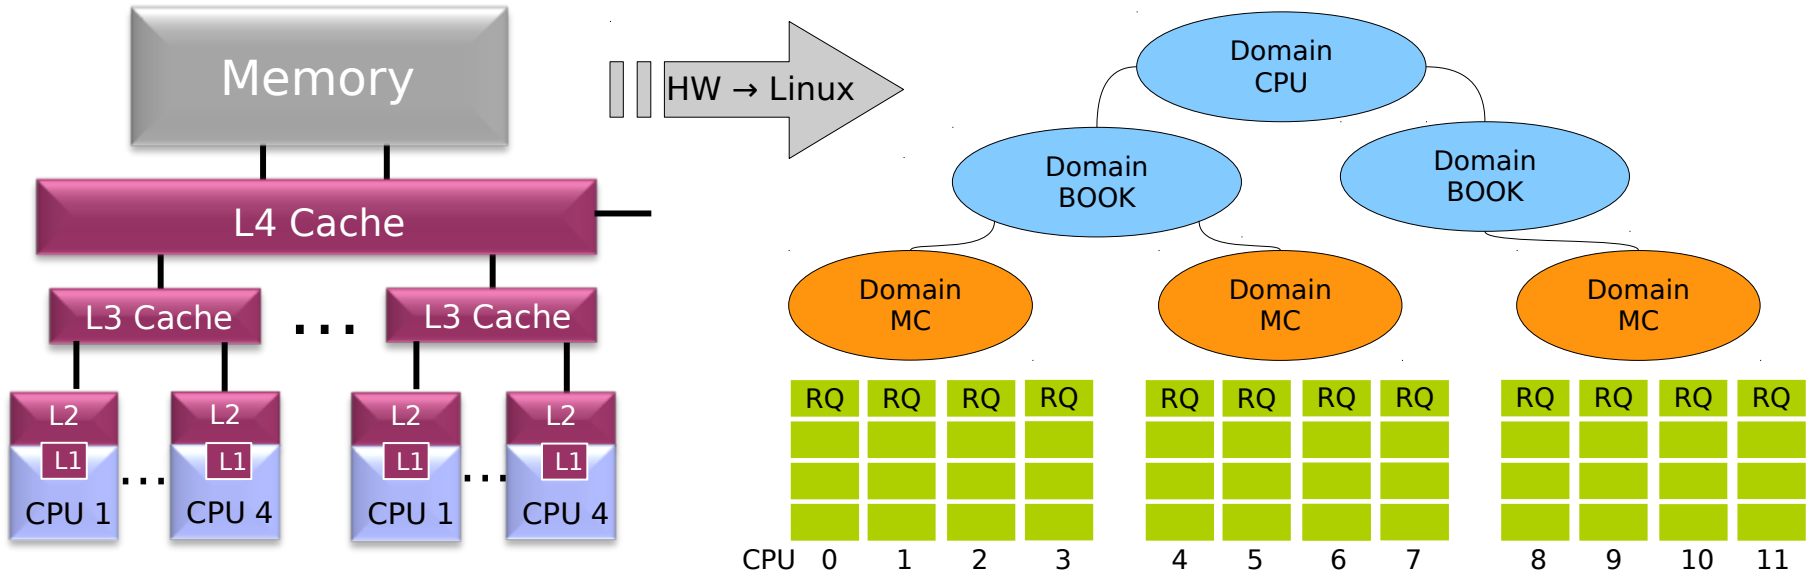 Memory
L4 Cache
L3 Cache
...
L3 Cache
L2
L1
CPU 1
...
L2
L1
CPU 4
L2
L1
CPU 1
...
L2
L1
CPU 4
HW → Linux
Domain
CPU
Domain
BOOK
Domain
BOOK
Domain
MC
Domain
MC
Domain
MC
RQ RQ RQ RQ RQ RQ RQ RQ RQ RQ RQ RQ
CPU 0 1 2 3 4 5 6 7 8 9 10 11